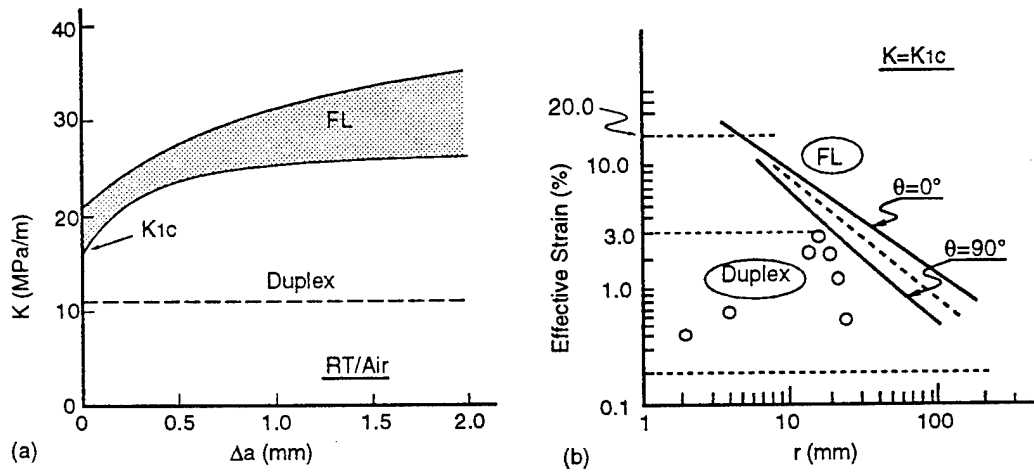 40
30
20
10
0
K (MPa/m)
FL
K1c
Duplex
RT/Air
0 0.5 1.0 1.5 2.0
(a)
Δa (mm)
K=K1c
20.0
10.0
3.0
1.0
0.1
Effective Strain (%)
FL
θ=0°
θ=90°
Duplex
1 10 100
(b)
r (mm)